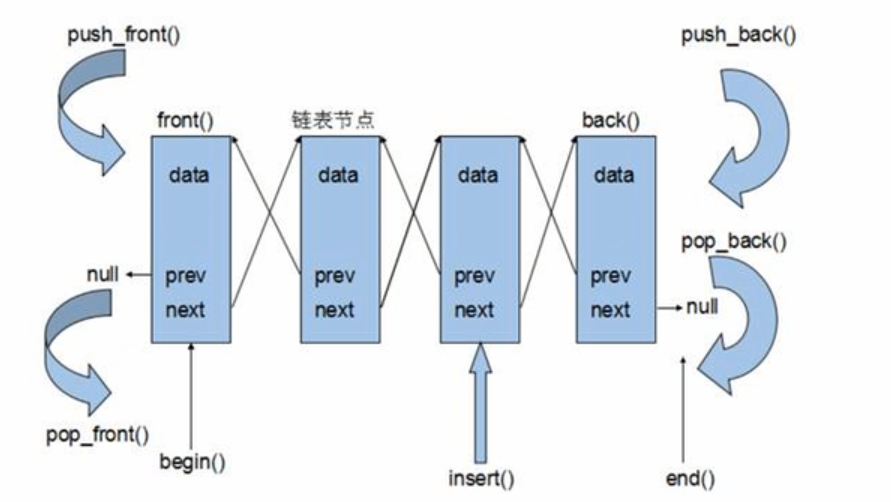 push_front()
push_back()
front()
链表节点
back()
data
data
data
data
pop_back()
null
prev
prev
prev
prev
next
next
next
next
null
pop_front()
begin()
insert()
end()